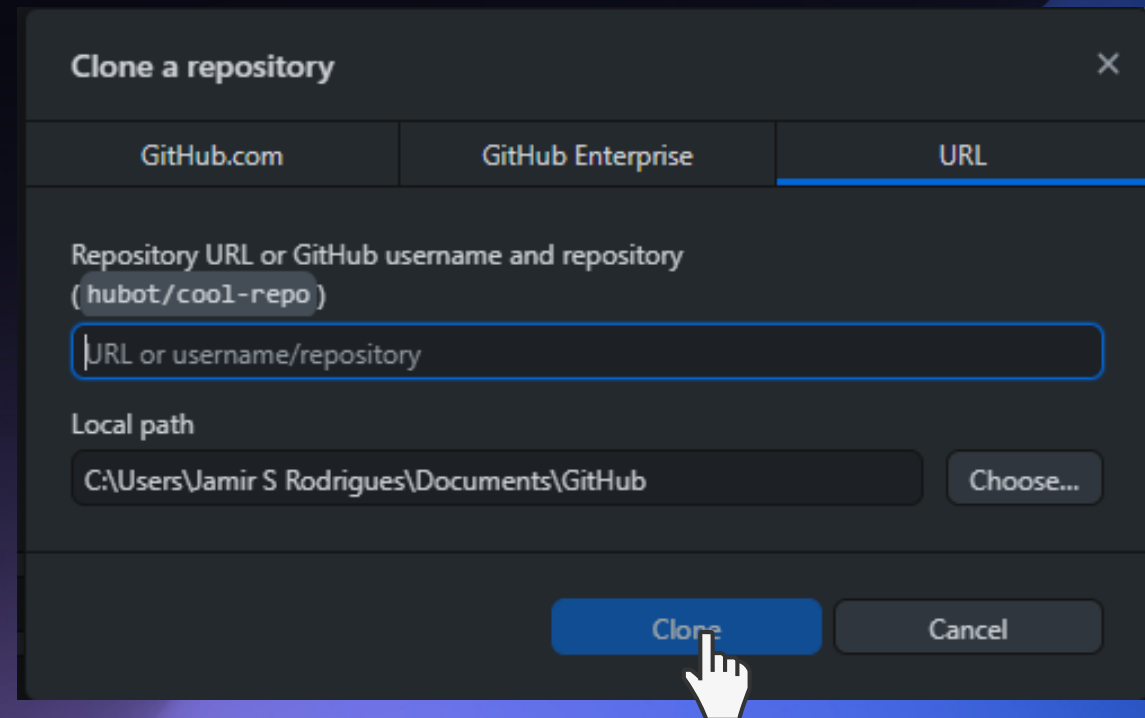 Clone a repository
GitHub.com
GitHub Enterprise
URL
Repository URL or GitHub username and repository
(hubot/cool-repo)
URL or username/repository
Local path
C:\Users\Jamir S Rodrigues\Documents\GitHub
Choose...
Clone
Cancel